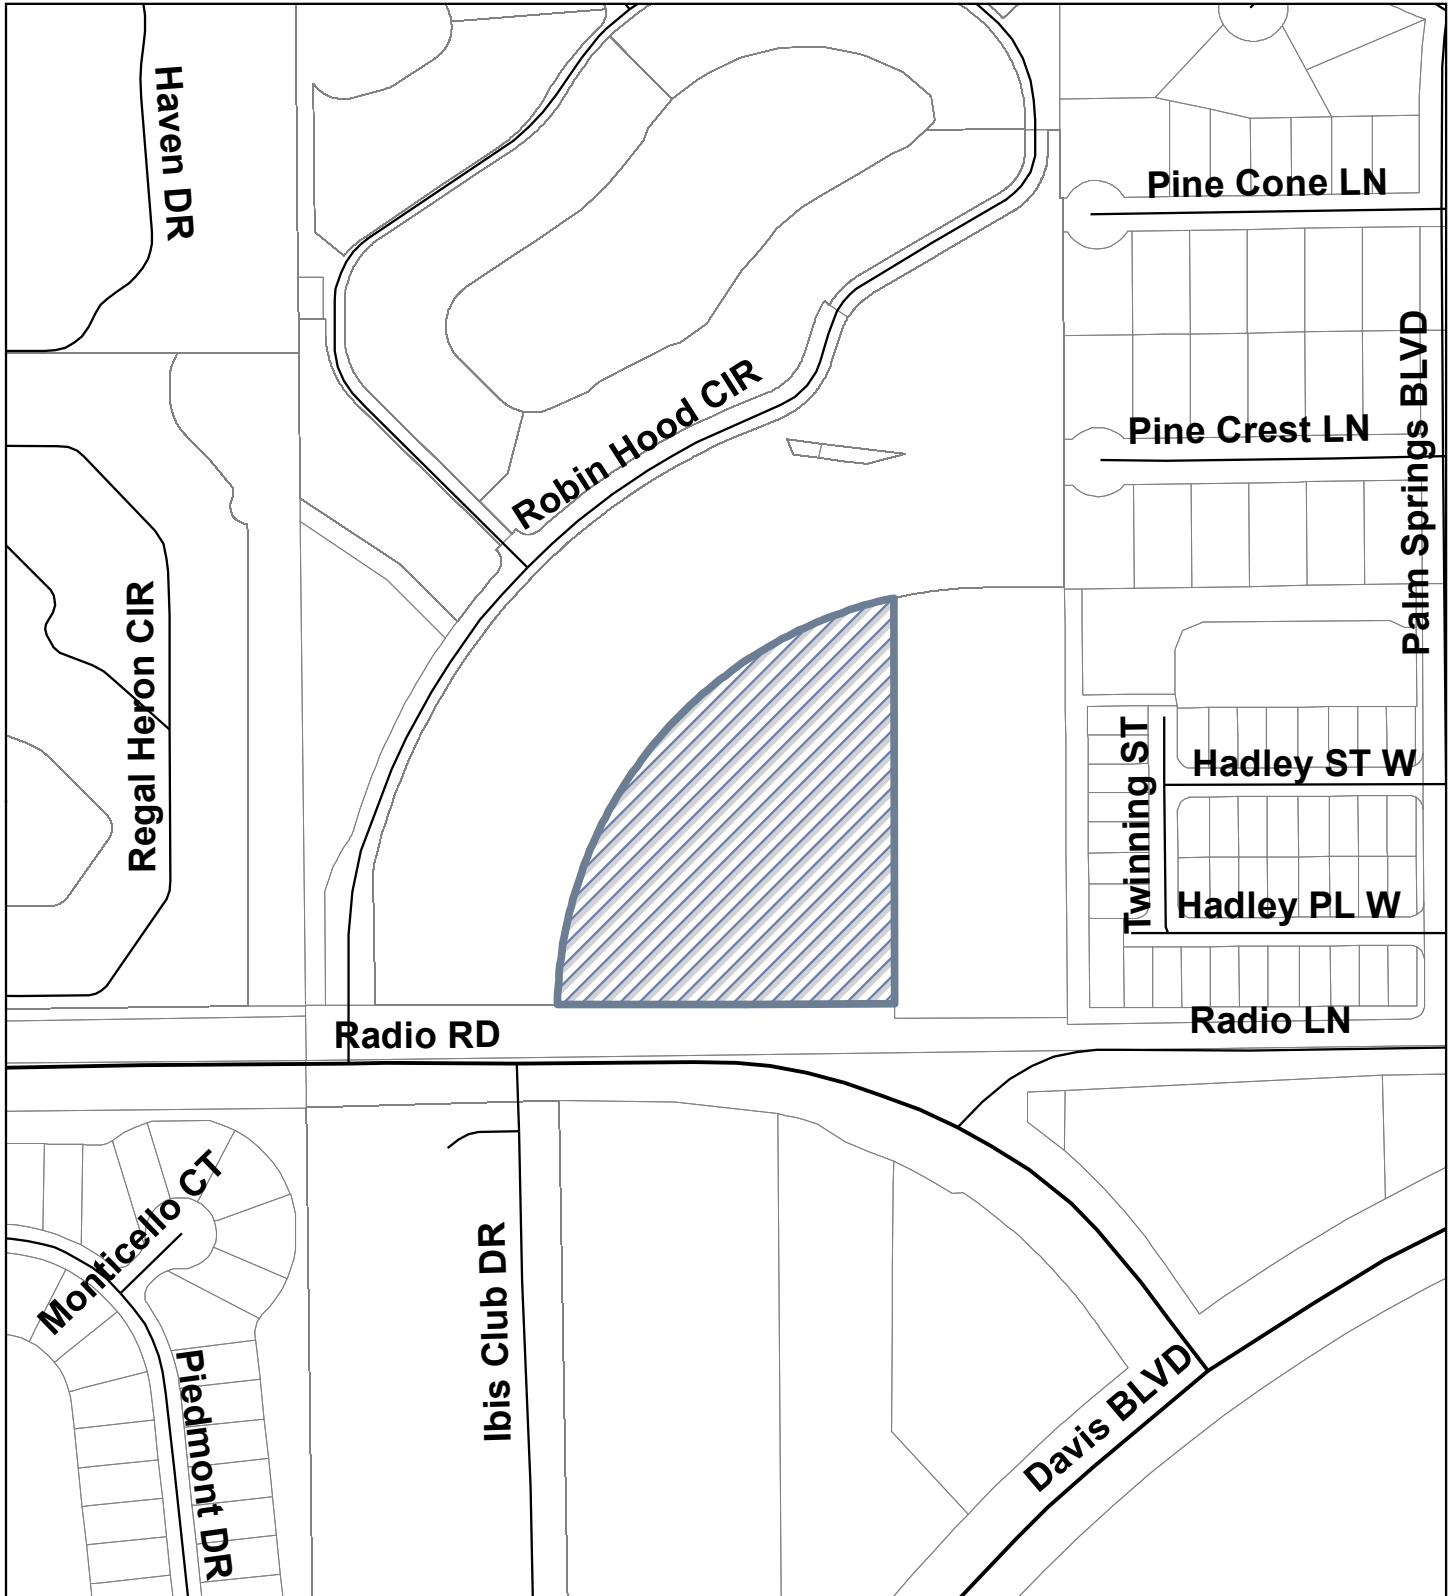 Haven DR
Pine Cone LN
Palm Springs BLVD
Robin Hood CIR
Pine Crest LN
Regal Heron CIR
Twinning ST
Hadley ST W
Hadley PL W
Radio RD
Radio LN
Monticello CT
Ibis Club DR
Piedmont DR
Davis BLVD